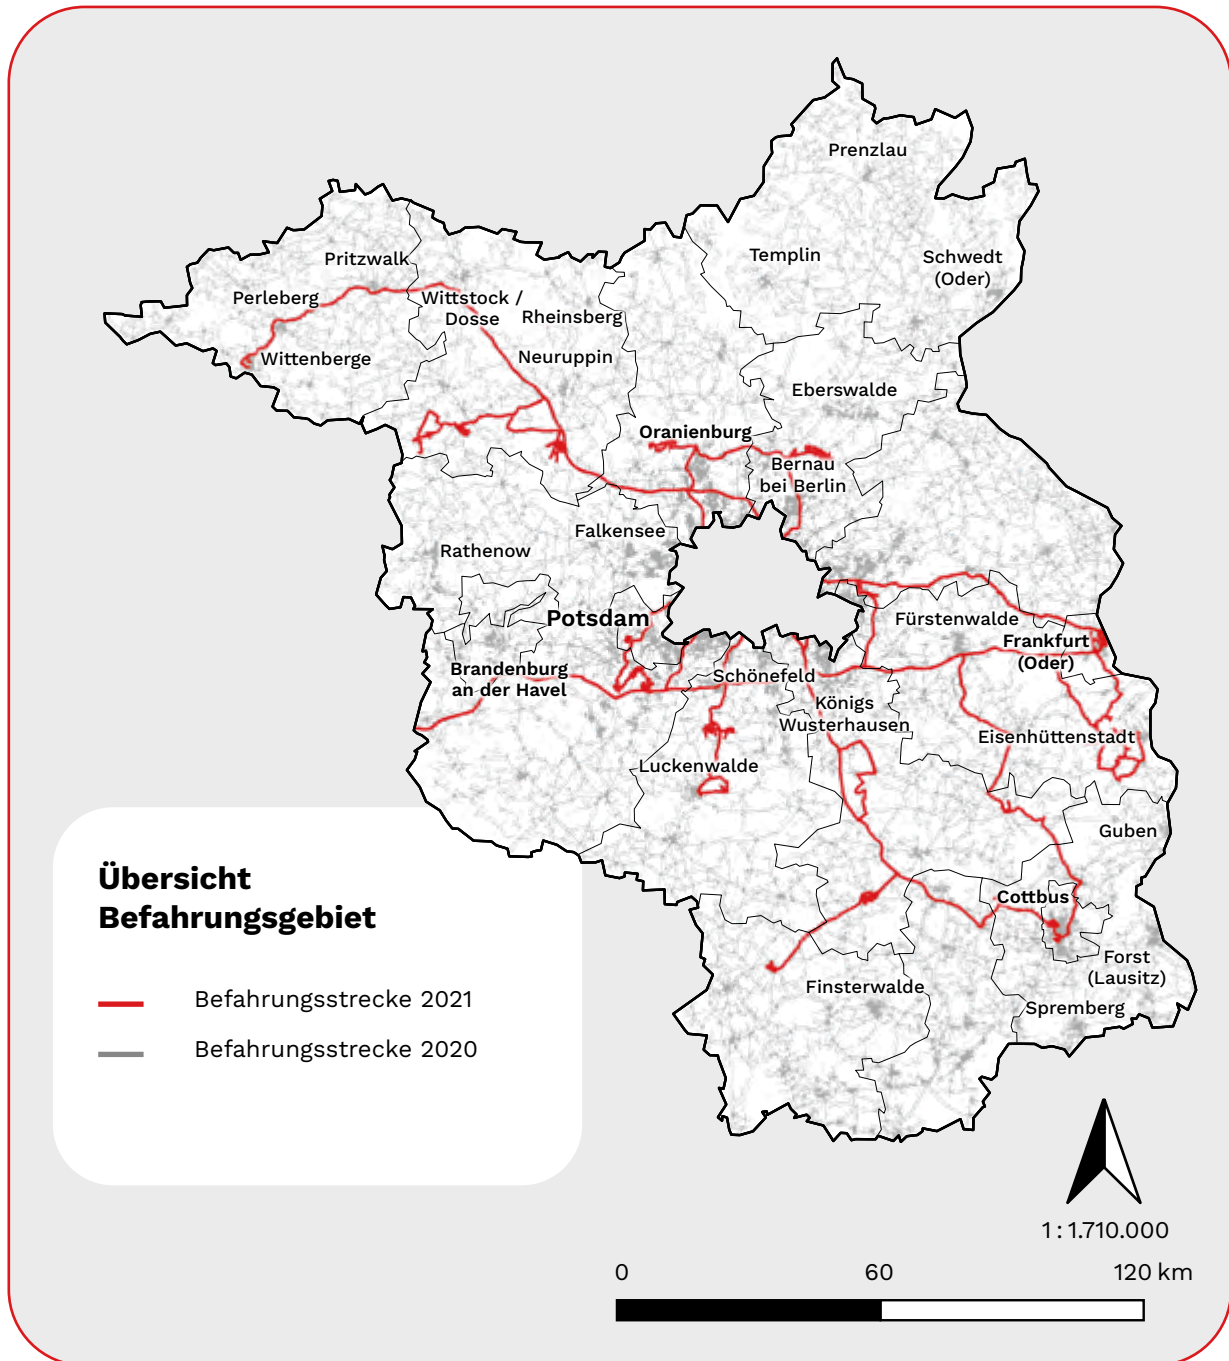 Prenzlau
Templin
Schwedt
(Oder)
Pritzwalk
Perleberg
Wittstock /
Dosse
Rheinsberg
Wittenberge
Neuruppin
Eberswalde
Oranienburg
Bernau
bei Berlin
Falkensee
Rathenow
Potsdam
Fürstenwalde
Frankfurt
(Oder)
Brandenburg
an der Havel
Schönefeld
Königs
Wusterhausen
Eisenhüttenstadt
Luckenwalde
Guben
Cottbus
Forst
(Lausitz)
Finsterwalde
Spremberg
Übersicht
Befahrungsgebiet
Befahrungsstrecke 2021
Befahrungsstrecke 2020
1 : 1.710.000
0 60 120 km